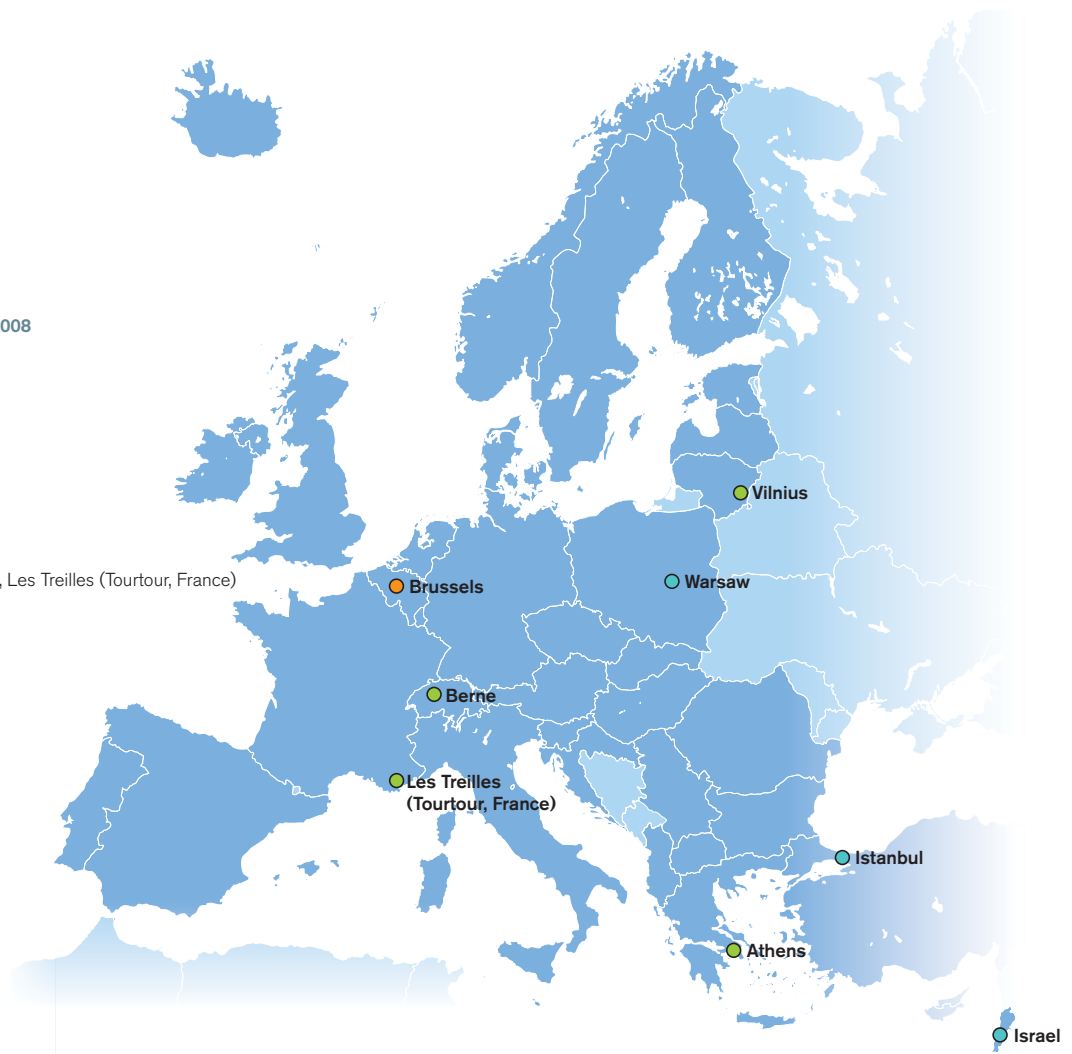 008
Vilnius
, Les Treilles (Tourtour, France)
Warsaw
Brussels
Berne
Les Treilles
(Tourtour, France)
Istanbul
Athens
Israel